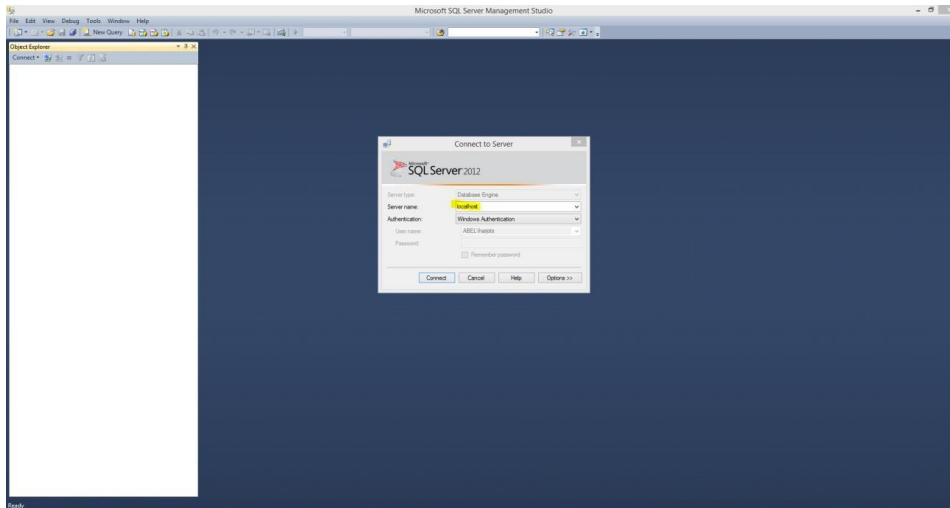 Microsoft SQL Server Management Studio
File Edit View Debug Tools Window Help
New Query
Object Explorer
Connect
Connect to Server
Microsoft
SQL Server 2012
Server type: Database Engine
Server name: localhost
Authentication: Windows Authentication
User name:
Password:
Remember password
Connect Cancel Help Options >>
Ready